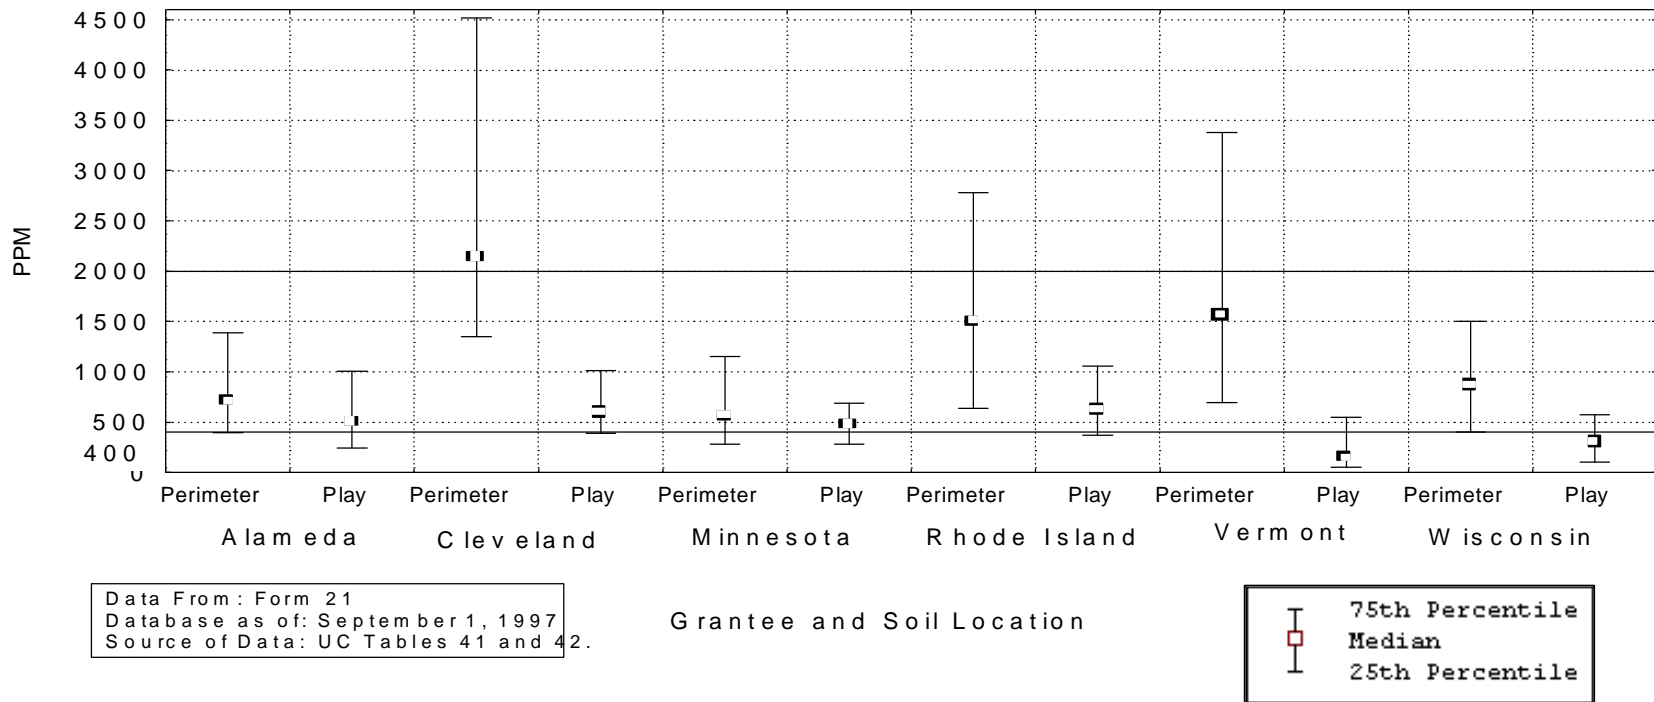 4500
4000
3500
3000
2500
2000
1500
1000
500
400
0
PPM
Perimeter Play Perimeter Play Perimeter Play Perimeter Play Perimeter Play Perimeter Play
Alameda Cleveland Minnesota Rhode Island Vermont Wisconsin
Data From: Form 21
Database as of: September 1, 1997
Source of Data: UC Tables 41 and 42.
Grantee and Soil Location
75th Percentile
Median
25th Percentile